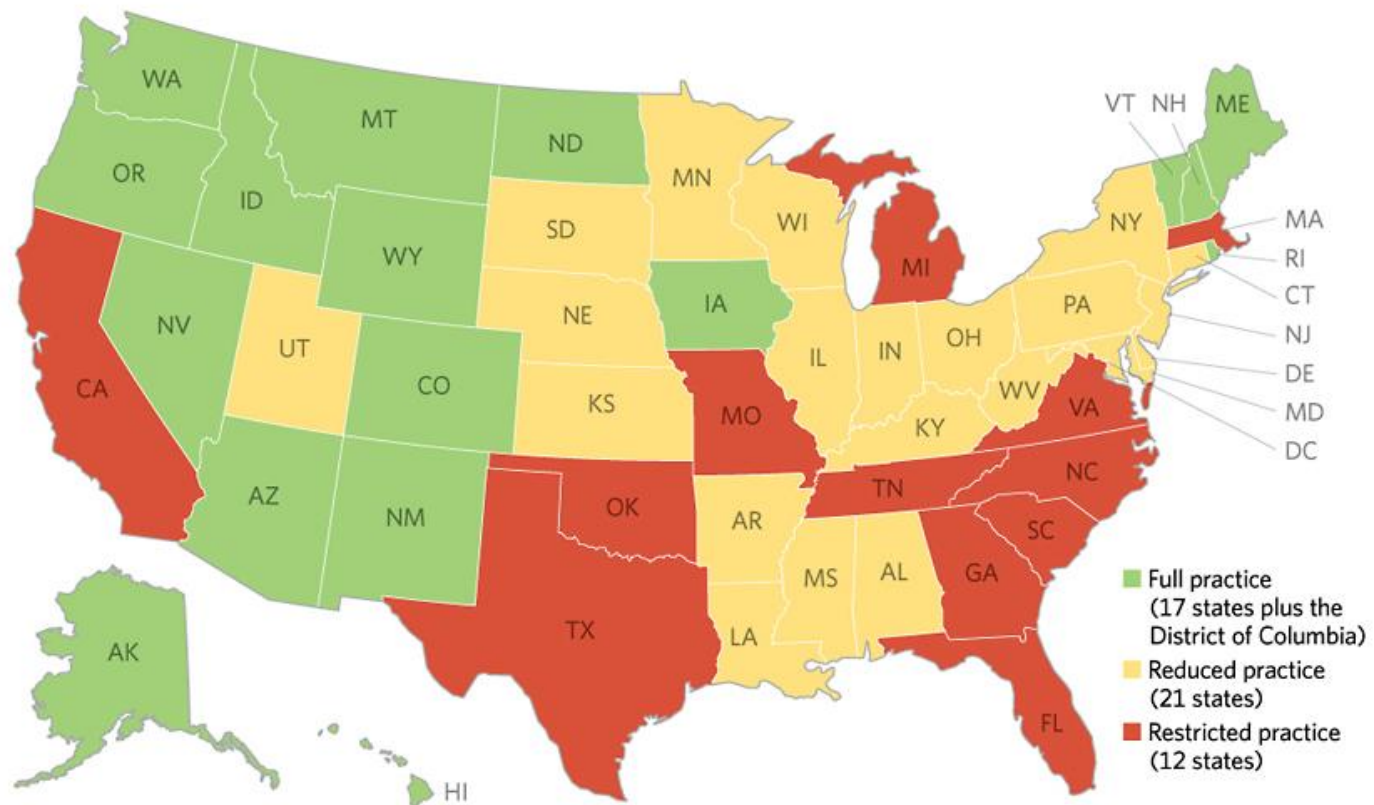 WA
MT
ND
MN
VT NH ME
OR
ID
WY
SD
WI
MI
NY
MA
RI
CT
NJ
DE
MD
DC
NV
UT
CO
NE
IA
IL
IN
OH
PA
CA
KS
MO
KY
WV
VA
AZ
NM
OK
AR
TN
NC
SC
TX
LA
MS
AL
GA
FL
AK
HI
Full practice
(17 states plus the
District of Columbia)
Reduced practice
(21 states)
Restricted practice
(12 states)